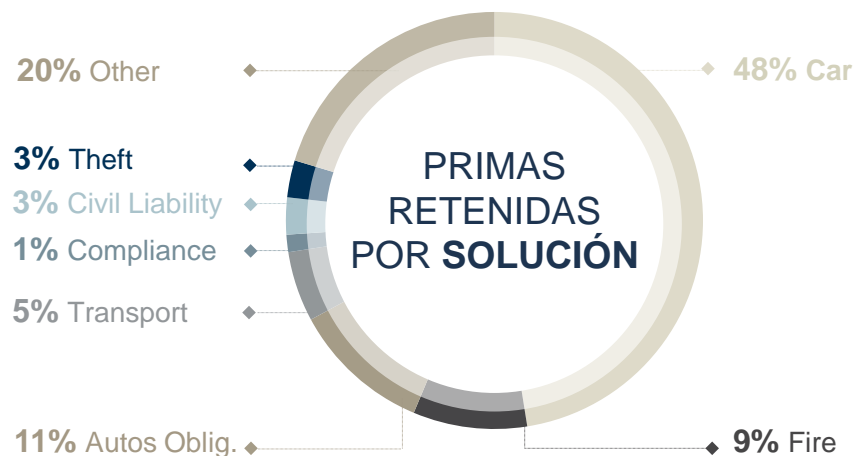 20% Other
48% Car
3% Theft
3% Civil Liability
1% Compliance
5% Transport
PRIMAS
RETENIDAS
POR SOLUCIÓN
11% Autos Oblig.
9% Fire